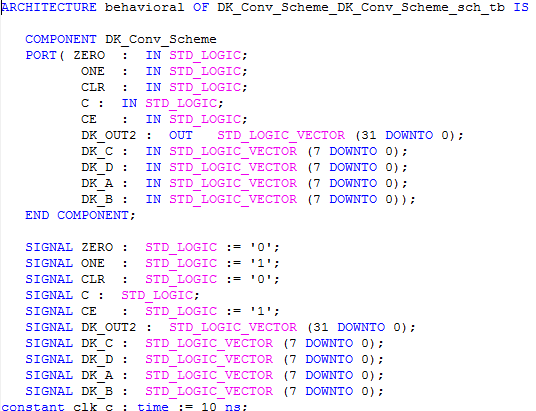 ARCHITECTURE behavioral OF DK_Conv_Scheme_DK_Conv_Scheme_sch_tb IS
COMPONENT DK_Conv_Scheme
PORT( ZERO : IN STD_LOGIC;
ONE : IN STD_LOGIC;
CLR : IN STD_LOGIC;
C : IN STD_LOGIC;
CE : IN STD_LOGIC;
DK_OUT2 : OUT STD_LOGIC_VECTOR (31 DOWNTO 0);
DK_C : IN STD_LOGIC_VECTOR (7 DOWNTO 0);
DK_D : IN STD_LOGIC_VECTOR (7 DOWNTO 0);
DK_A : IN STD_LOGIC_VECTOR (7 DOWNTO 0);
DK_B : IN STD_LOGIC_VECTOR (7 DOWNTO 0));
END COMPONENT;
SIGNAL ZERO : STD_LOGIC := '0';
SIGNAL ONE : STD_LOGIC := '1';
SIGNAL CLR : STD_LOGIC := '0';
SIGNAL C : STD_LOGIC;
SIGNAL CE : STD_LOGIC := '1';
SIGNAL DK_OUT2 : STD_LOGIC_VECTOR (31 DOWNTO 0);
SIGNAL DK_C : STD_LOGIC_VECTOR (7 DOWNTO 0);
SIGNAL DK_D : STD_LOGIC_VECTOR (7 DOWNTO 0);
SIGNAL DK_A : STD_LOGIC_VECTOR (7 DOWNTO 0);
SIGNAL DK_B : STD_LOGIC_VECTOR (7 DOWNTO 0);
constant clk_c : time := 10 ns;